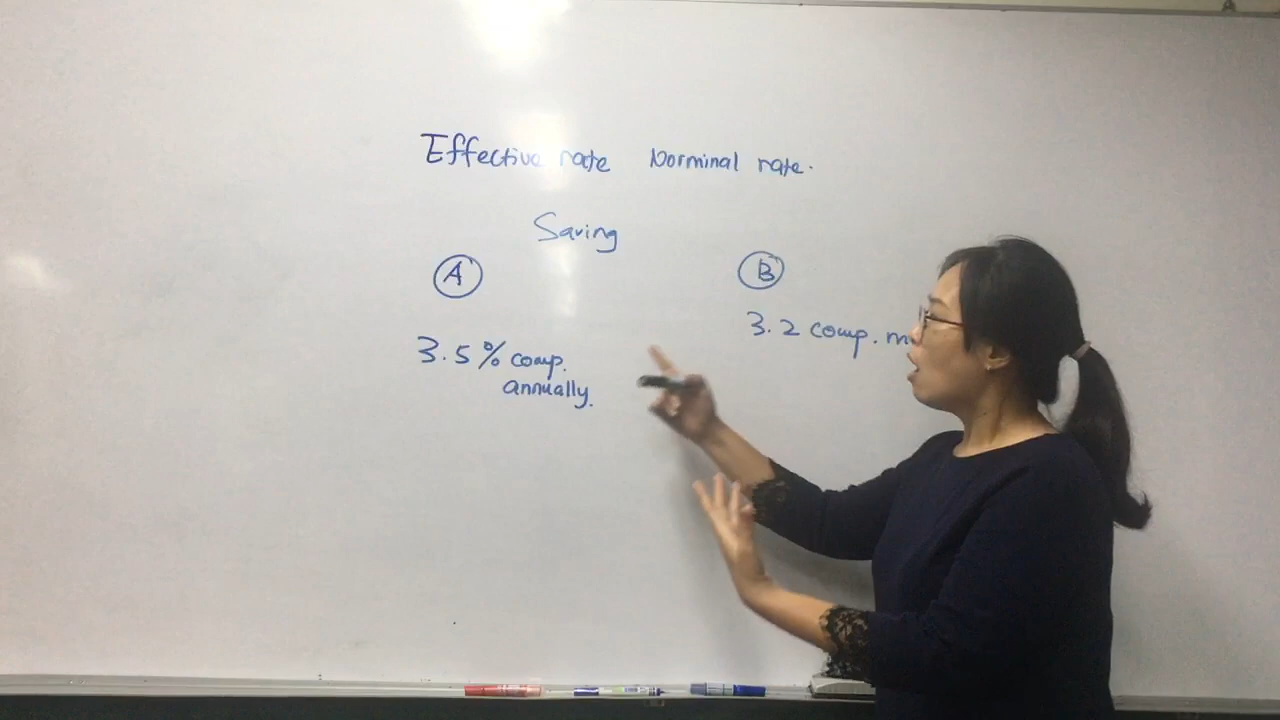 Effective rate Norminal rate.
Saving
A
B
3.5% comp.
annually.
3.2 comp.